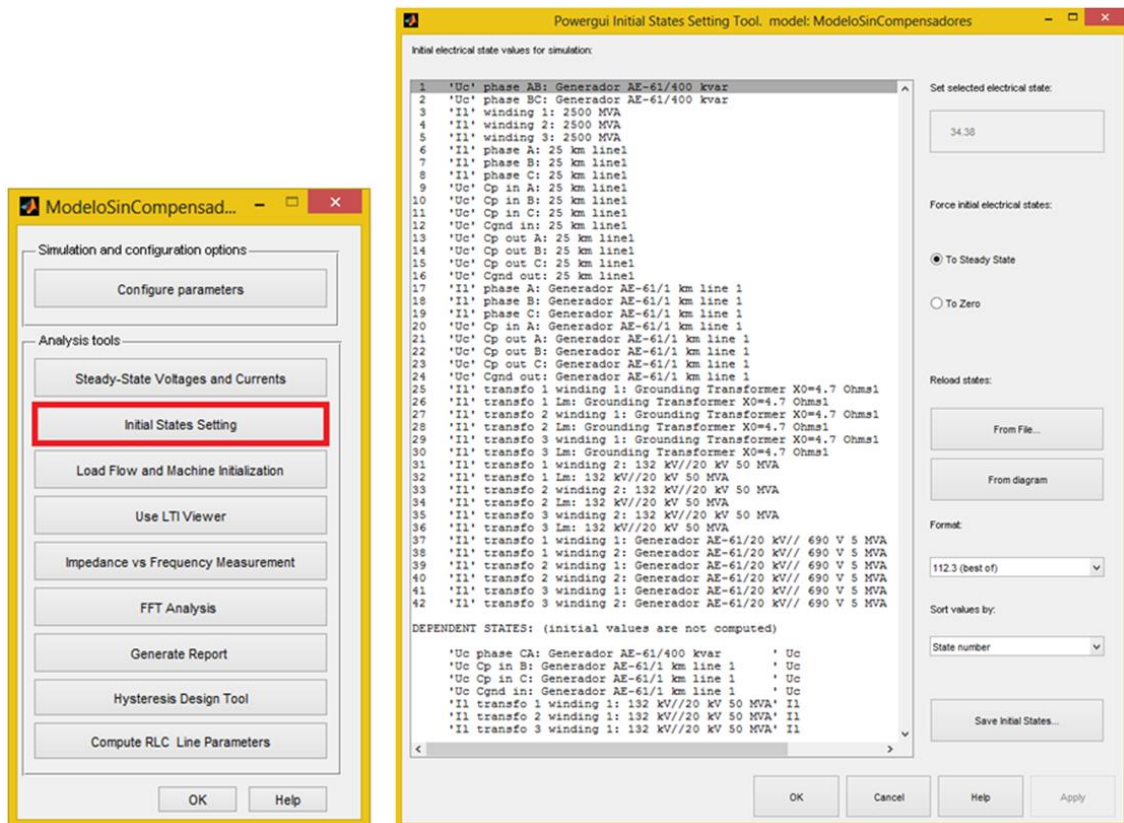 ModeloSinCompensad...
Simulation and configuration options
Configure parameters
Analysis tools
Steady-State Voltages and Currents
Initial States Setting
Load Flow and Machine Initialization
Use LTI Viewer
Impedance vs Frequency Measurement
FFT Analysis
Generate Report
Hysteresis Design Tool
Compute RLC Line Parameters
OK Help
Powergui Initial States Setting Tool. model: ModeloSinCompensadores
Initial electrical state values for simulation:
1 'Uc' phase AB: Generador AE-61/400 kvar
2 'Uc' phase BC: Generador AE-61/400 kvar
3 'Il' winding 1: 2500 MVA
4 'Il' winding 2: 2500 MVA
5 'Il' winding 3: 2500 MVA
6 'Il' phase A: 25 km line1
7 'Il' phase B: 25 km line1
8 'Il' phase C: 25 km line1
9 'Uc' Cp in A: 25 km line1
10 'Uc' Cp in B: 25 km line1
11 'Uc' Cp in C: 25 km line1
12 'Uc' Cgnd in: 25 km line1
13 'Uc' Cp out A: 25 km line1
14 'Uc' Cp out B: 25 km line1
15 'Uc' Cp out C: 25 km line1
16 'Uc' Cgnd out: 25 km line1
17 'Il' phase A: Generador AE-61/1 km line 1
18 'Il' phase B: Generador AE-61/1 km line 1
19 'Il' phase C: Generador AE-61/1 km line 1
20 'Uc' Cp in A: Generador AE-61/1 km line 1
21 'Uc' Cp out A: Generador AE-61/1 km line 1
22 'Uc' Cp out B: Generador AE-61/1 km line 1
23 'Uc' Cp out C: Generador AE-61/1 km line 1
24 'Uc' Cgnd out: Generador AE-61/1 km line 1
25 'Il' transfo 1 winding 1: Grounding Transformer X0=4.7 Ohms1
26 'Il' transfo 1 Lm: Grounding Transformer X0=4.7 Ohms1
27 'Il' transfo 2 winding 1: Grounding Transformer X0=4.7 Ohms1
28 'Il' transfo 2 Lm: Grounding Transformer X0=4.7 Ohms1
29 'Il' transfo 3 winding 1: Grounding Transformer X0=4.7 Ohms1
30 'Il' transfo 3 Lm: Grounding Transformer X0=4.7 Ohms1
31 'Il' transfo 1 winding 2: 132 kV//20 kV 50 MVA
32 'Il' transfo 1 Lm: 132 kV//20 kV 50 MVA
33 'Il' transfo 2 winding 2: 132 kV//20 kV 50 MVA
34 'Il' transfo 2 Lm: 132 kV//20 kV 50 MVA
35 'Il' transfo 3 winding 2: 132 kV//20 kV 50 MVA
36 'Il' transfo 3 Lm: 132 kV//20 kV 50 MVA
37 'Il' transfo 1 winding 1: Generador AE-61/20 kV// 690 V 5 MVA
38 'Il' transfo 1 winding 2: Generador AE-61/20 kV// 690 V 5 MVA
39 'Il' transfo 2 winding 1: Generador AE-61/20 kV// 690 V 5 MVA
40 'Il' transfo 2 winding 2: Generador AE-61/20 kV// 690 V 5 MVA
41 'Il' transfo 3 winding 1: Generador AE-61/20 kV// 690 V 5 MVA
42 'Il' transfo 3 winding 2: Generador AE-61/20 kV// 690 V 5 MVA
DEPENDENT STATES: (initial values are not computed)
'Uc phase CA: Generador AE-61/400 kvar ' Uc
'Uc Cp in B: Generador AE-61/1 km line 1 ' Uc
'Uc Cp in C: Generador AE-61/1 km line 1 ' Uc
'Uc Cgnd in: Generador AE-61/1 km line 1 ' Uc
'Il transfo 1 winding 1: 132 kV//20 kV 50 MVA' Il
'Il transfo 2 winding 1: 132 kV//20 kV 50 MVA' Il
'Il transfo 3 winding 1: 132 kV//20 kV 50 MVA' Il
Set selected electrical state:
34.38
Force initial electrical states:
To Steady State
To Zero
Reload states:
From File...
From diagram
Format:
112.3 (best of)
Sort values by:
State number
Save Initial States...
OK Cancel Help Apply